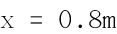 x = 0.8m